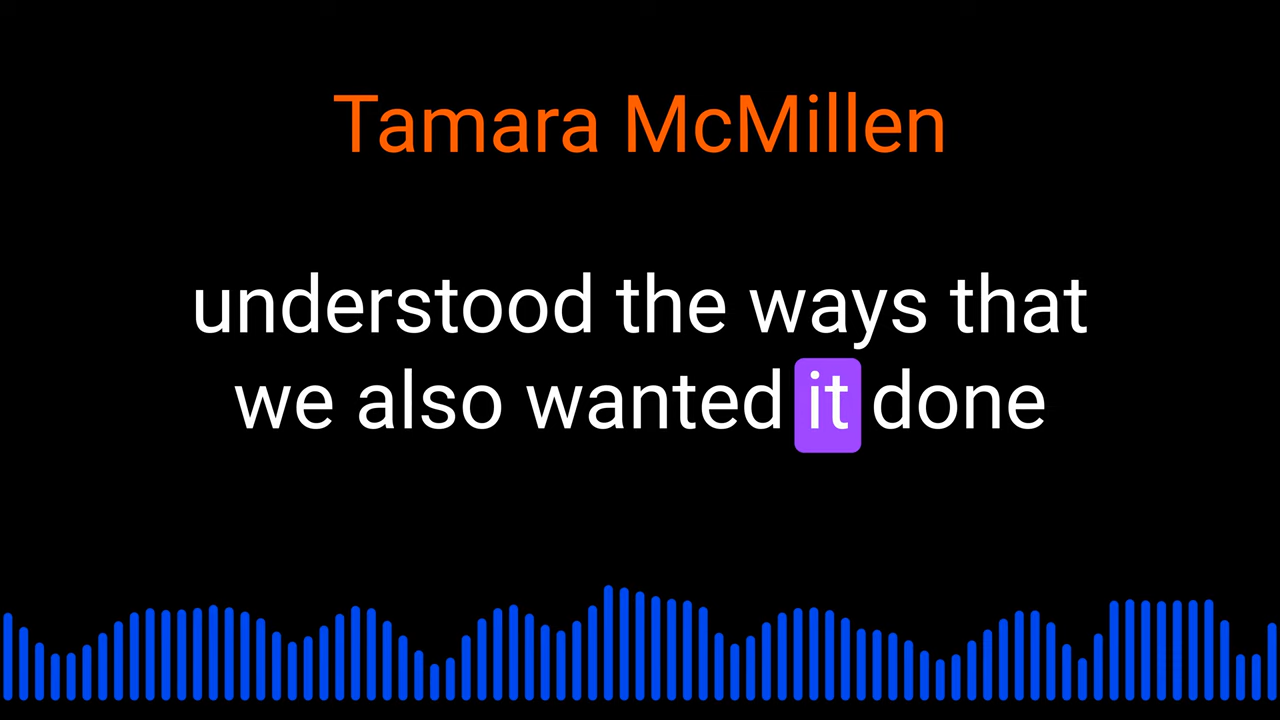 Tamara McMillen
understood the ways that
we also wanted it done